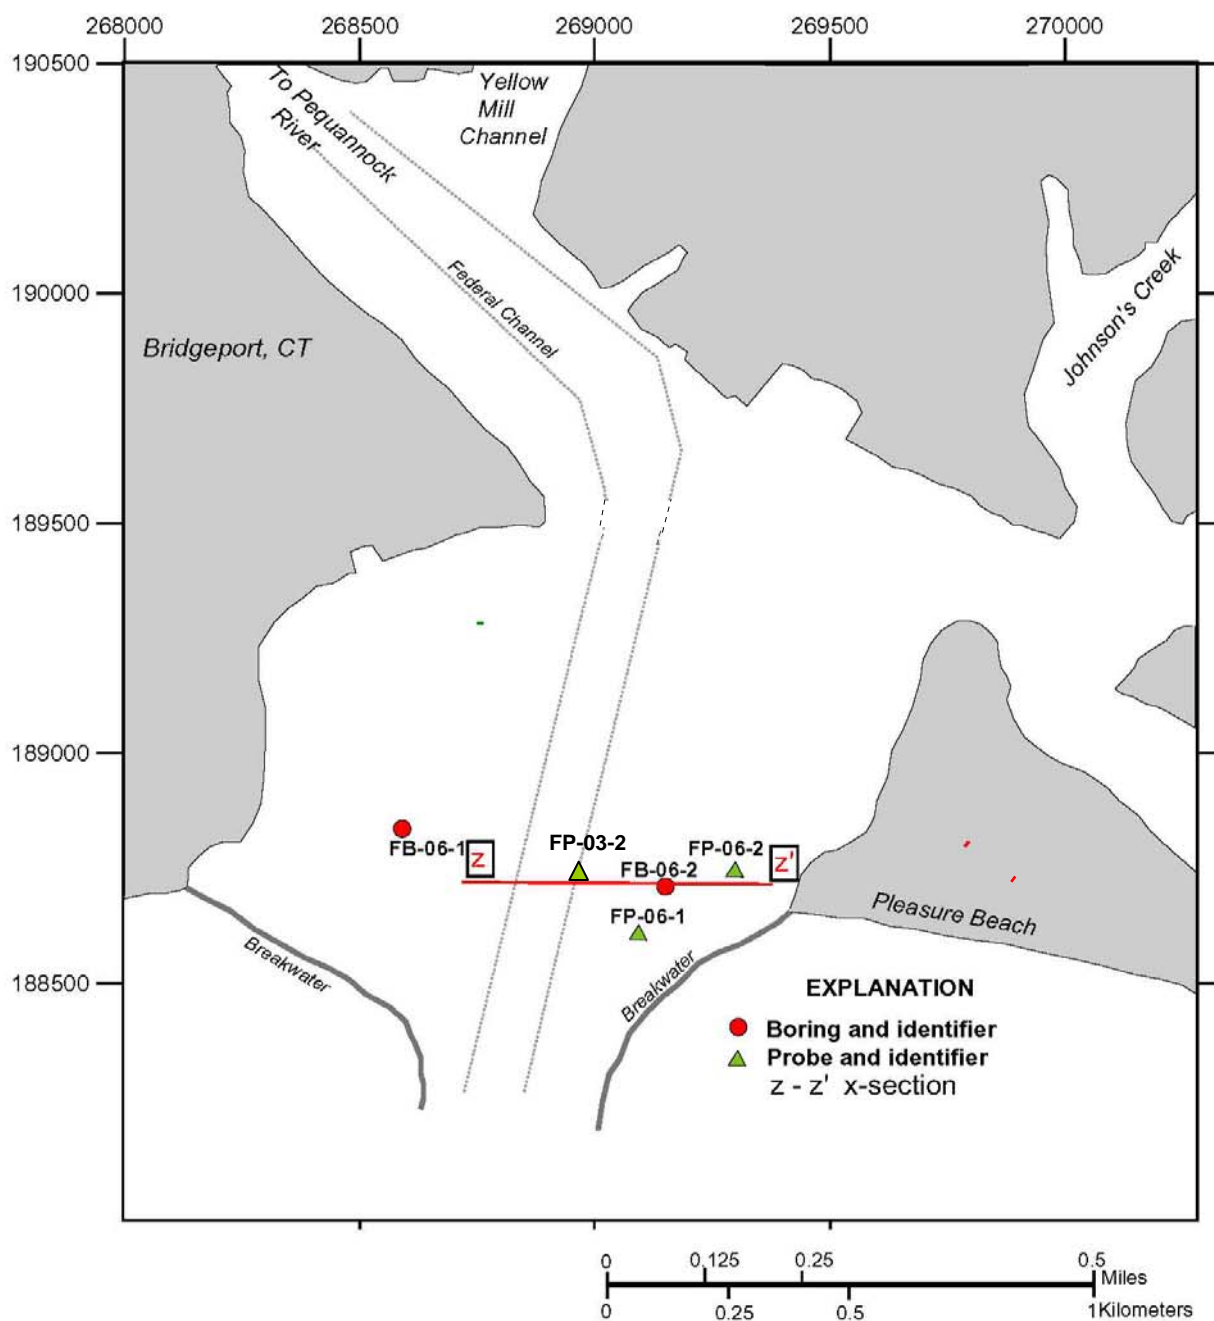 268000 268500 269000 269500 270000
190500
Yellow
Mill
Channel
To Pequannock
River
190000
Federal Channel
Johnson's Creek
Bridgeport, CT
189500
189000
FB-06-1
z
FP-03-2
FB-06-2
FP-06-2
z'
FP-06-1
Pleasure Beach
Breakwater
Breakwater
188500
EXPLANATION
Boring and identifier
Probe and identifier
z - z' x-section
0 0.125 0.25 0.5
Miles
0 0.25 0.5 1 Kilometers